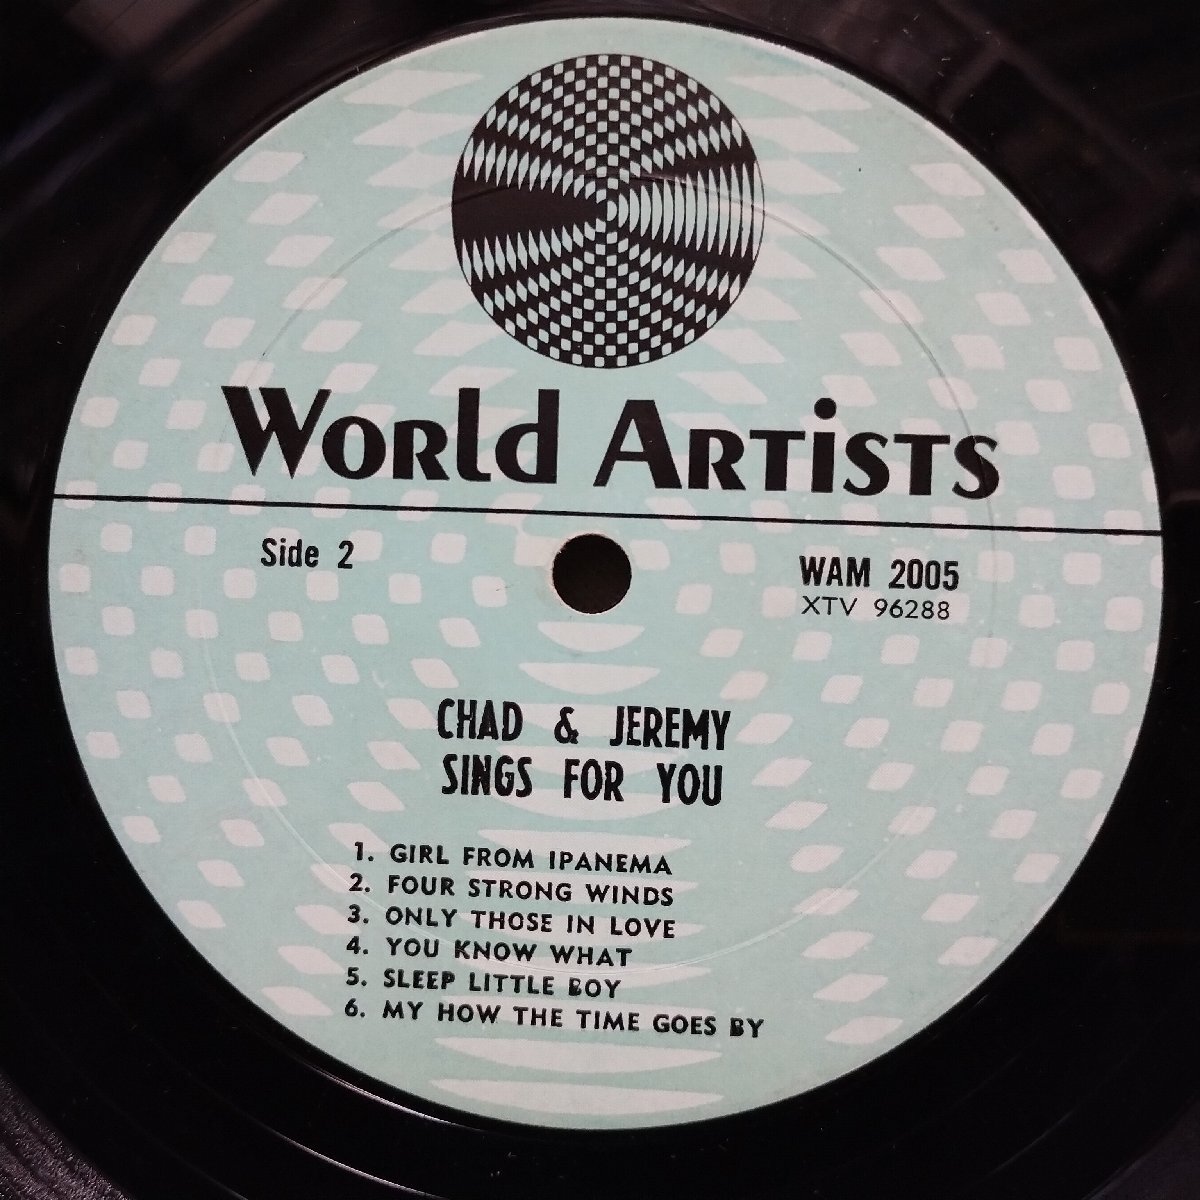 World Artists
Side 2
WAM 2005
XTV 96288
CHAD & JEREMY
SINGS FOR YOU
1. GIRL FROM IPANEMA
2. FOUR STRONG WINDS
3. ONLY THOSE IN LOVE
4. YOU KNOW WHAT
5. SLEEP LITTLE BOY
6. MY HOW THE TIME GOES BY